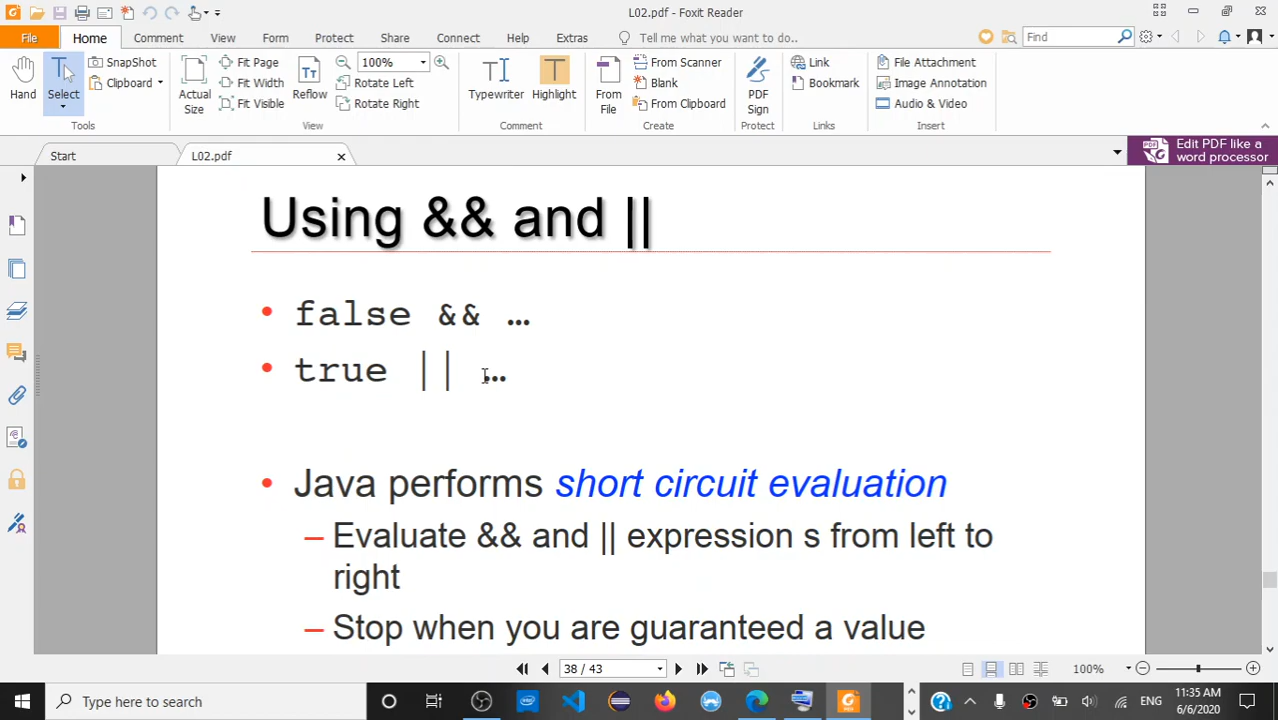 L02.pdf - Foxit Reader
File Home Comment View Form Protect Share Connect Help Extras Tell me what you want to do... Find
Hand
Select
SnapShot
Clipboard
Tools
Actual Size
Fit Page
Fit Width
Fit Visible
Reflow
100%
Rotate Left
Rotate Right
View
Typewriter
Highlight
Comment
From File
From Scanner
Blank
From Clipboard
Create
PDF Sign
Protect
Link
Bookmark
Links
File Attachment
Image Annotation
Audio & Video
Insert
Start
L02.pdf
Edit PDF like a
word processor
Using && and ||
• false && …
• true || …
• Java performs short circuit evaluation
– Evaluate && and || expression s from left to
right
– Stop when you are guaranteed a value
38 / 43
100%
Type here to search
ENG
11:35 AM
6/6/2020